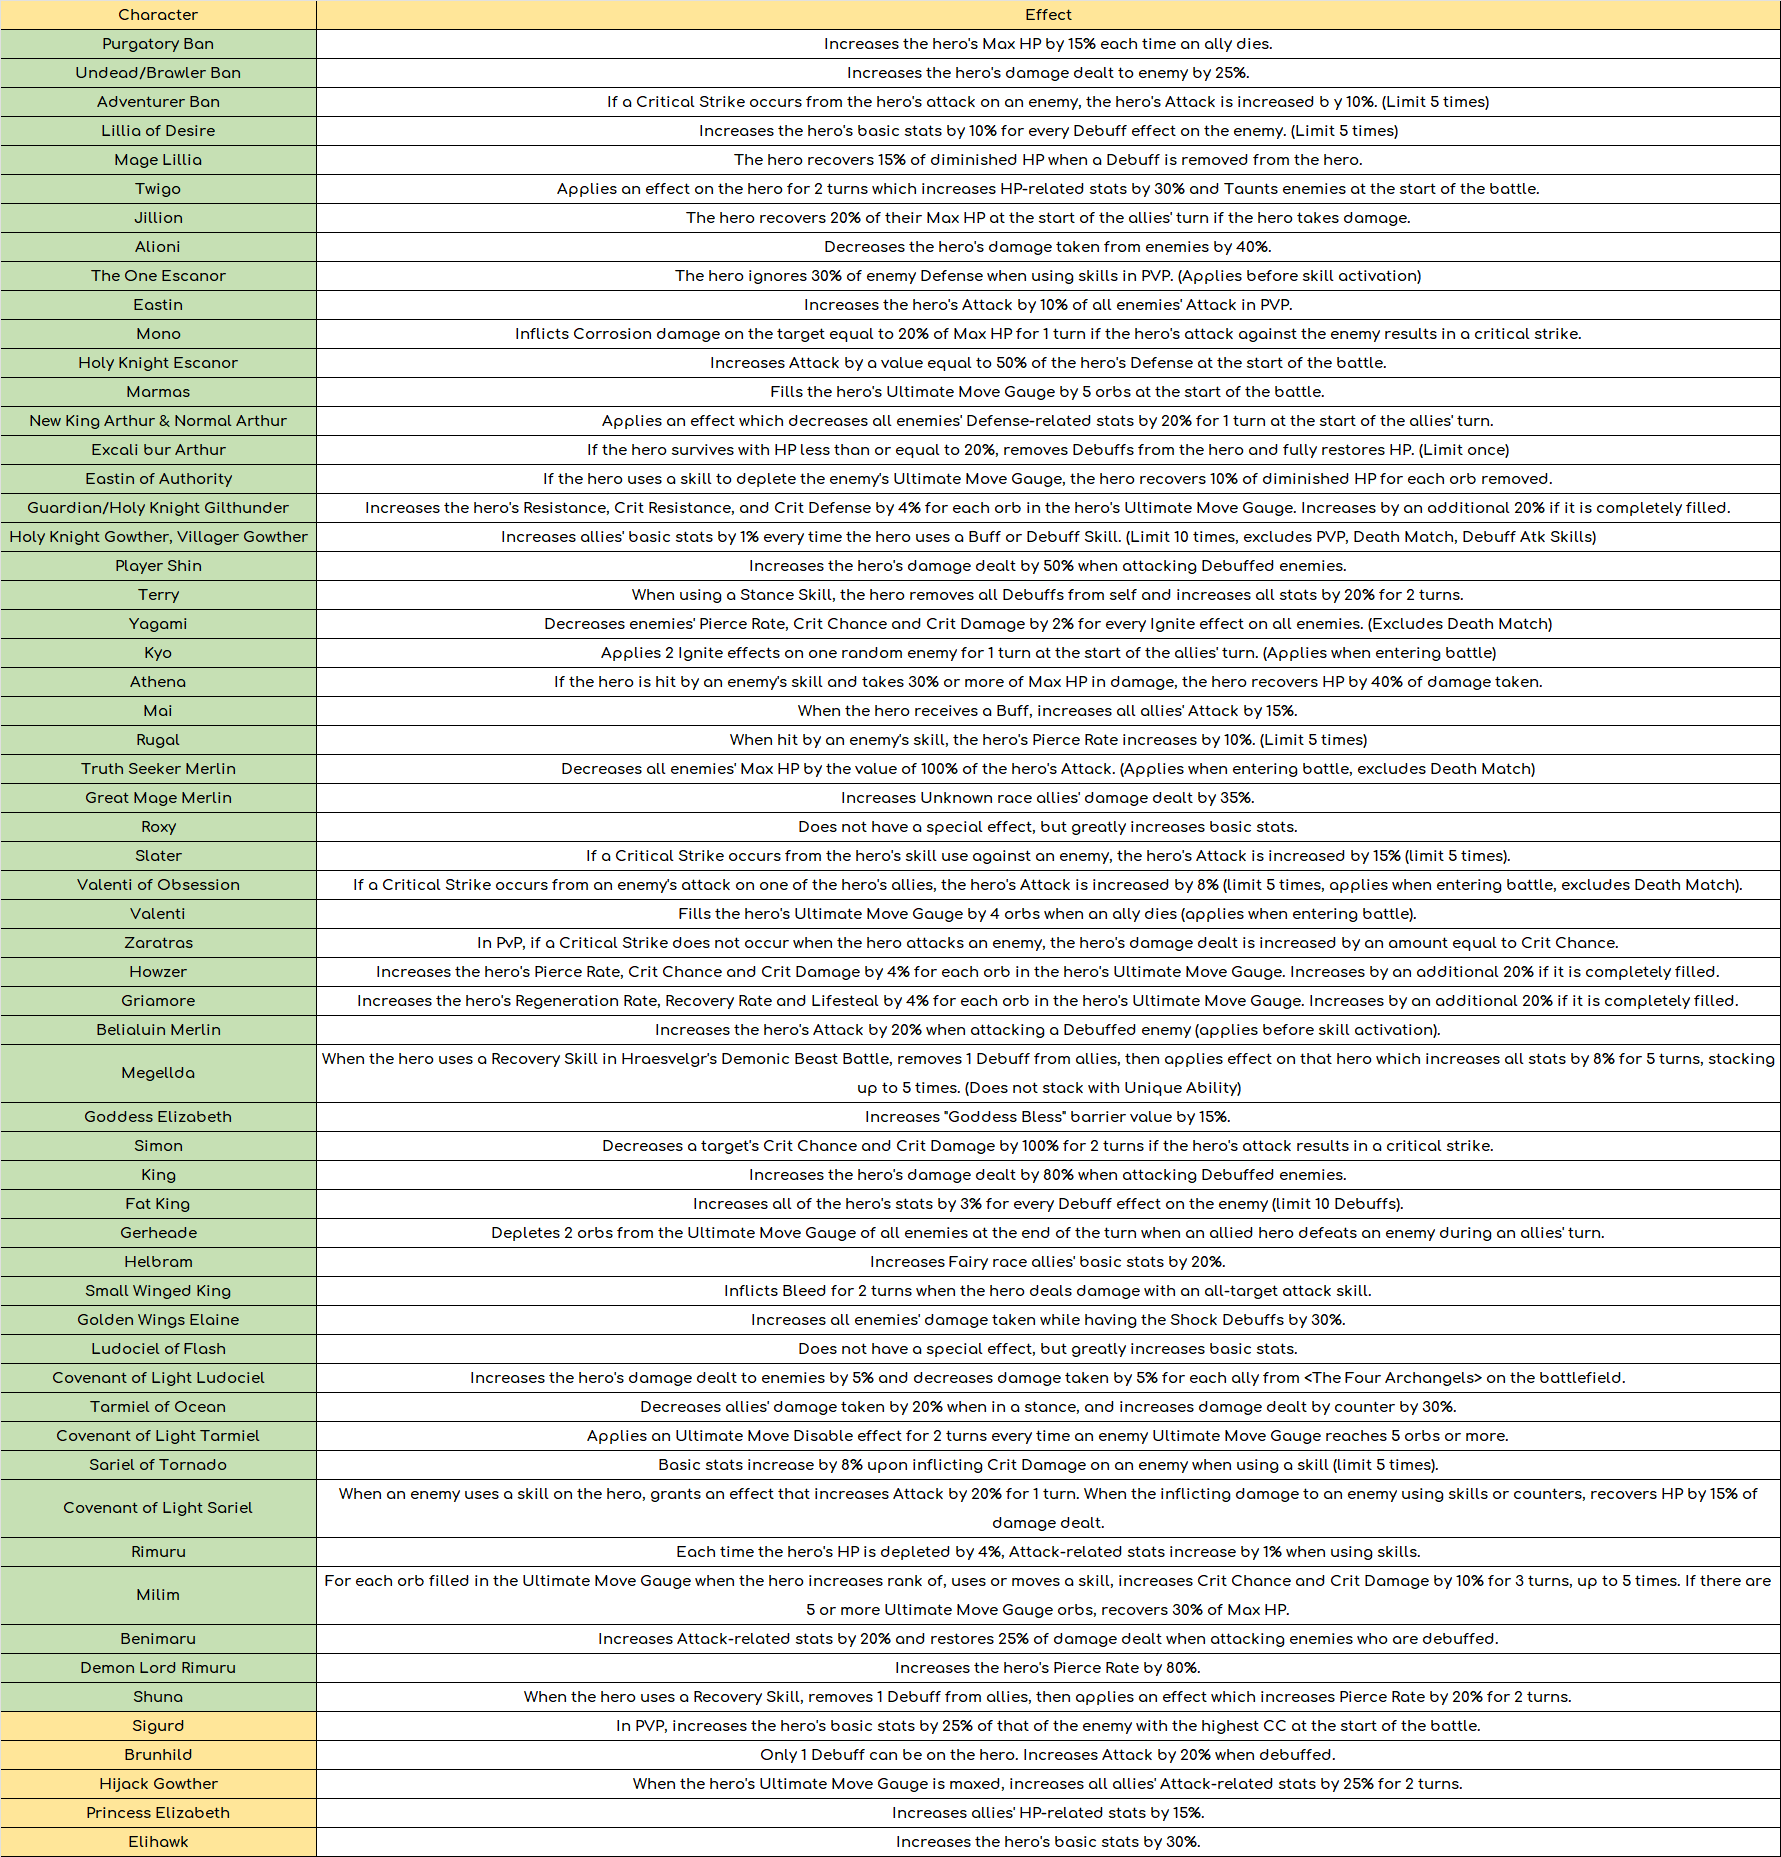 Character Effect
Purgatory Ban Increases the hero's Max HP by 15% each time an ally dies.
Undead/Brawler Ban Increases the hero's damage dealt to enemy by 25%.
Adventurer Ban If a Critical Strike occurs from the hero's attack on an enemy, the hero's Attack is increased b y 10%. (Limit 5 times)
Lillia of Desire Increases the hero's basic stats by 10% for every Debuff effect on the enemy. (Limit 5 times)
Mage Lillia The hero recovers 15% of diminished HP when a Debuff is removed from the hero.
Twigo Applies an effect on the hero for 2 turns which increases HP-related stats by 30% and Taunts enemies at the start of the battle.
Jillion The hero recovers 20% of their Max HP at the start of the allies' turn if the hero takes damage.
Alioni Decreases the hero's damage taken from enemies by 40%.
The One Escanor The hero ignores 30% of enemy Defense when using skills in PVP. (Applies before skill activation)
Eastin Increases the hero's Attack by 10% of all enemies' Attack in PVP.
Mono Inflicts Corrosion damage on the target equal to 20% of Max HP for 1 turn if the hero's attack against the enemy results in a critical strike.
Holy Knight Escanor Increases Attack by a value equal to 50% of the hero's Defense at the start of the battle.
Marmas Fills the hero's Ultimate Move Gauge by 5 orbs at the start of the battle.
New King Arthur & Normal Arthur Applies an effect which decreases all enemies' Defense-related stats by 20% for 1 turn at the start of the allies' turn.
Excali bur Arthur If the hero survives with HP less than or equal to 20%, removes Debuffs from the hero and fully restores HP. (Limit once)
Eastin of Authority If the hero uses a skill to deplete the enemy's Ultimate Move Gauge, the hero recovers 10% of diminished HP for each orb removed.
Guardian/Holy Knight Gilthunder Increases the hero's Resistance, Crit Resistance, and Crit Defense by 4% for each orb in the hero's Ultimate Move Gauge. Increases by an additional 20% if it is completely filled.
Holy Knight Gowther, Villager Gowther Increases allies' basic stats by 1% every time the hero uses a Buff or Debuff Skill. (Limit 10 times, excludes PVP, Death Match, Debuff Atk Skills)
Player Shin Increases the hero's damage dealt by 50% when attacking Debuffed enemies.
Terry When using a Stance Skill, the hero removes all Debuffs from self and increases all stats by 20% for 2 turns.
Yagami Decreases enemies' Pierce Rate, Crit Chance and Crit Damage by 2% for every Ignite effect on all enemies. (Excludes Death Match)
Kyo Applies 2 Ignite effects on one random enemy for 1 turn at the start of the allies' turn. (Applies when entering battle)
Athena If the hero is hit by an enemy's skill and takes 30% or more of Max HP in damage, the hero recovers HP by 40% of damage taken.
Mai When the hero receives a Buff, increases all allies' Attack by 15%.
Rugal When hit by an enemy's skill, the hero's Pierce Rate increases by 10%. (Limit 5 times)
Truth Seeker Merlin Decreases all enemies' Max HP by the value of 100% of the hero's Attack. (Applies when entering battle, excludes Death Match)
Great Mage Merlin Increases Unknown race allies' damage dealt by 35%.
Roxy Does not have a special effect, but greatly increases basic stats.
Slater If a Critical Strike occurs from the hero's skill use against an enemy, the hero's Attack is increased by 15% (limit 5 times).
Valenti of Obsession If a Critical Strike occurs from an enemy's attack on one of the hero's allies, the hero's Attack is increased by 8% (limit 5 times, applies when entering battle, excludes Death Match).
Valenti Fills the hero's Ultimate Move Gauge by 4 orbs when an ally dies (applies when entering battle).
Zaratras In PvP, if a Critical Strike does not occur when the hero attacks an enemy, the hero's damage dealt is increased by an amount equal to Crit Chance.
Howzer Increases the hero's Pierce Rate, Crit Chance and Crit Damage by 4% for each orb in the hero's Ultimate Move Gauge. Increases by an additional 20% if it is completely filled.
Griamore Increases the hero's Regeneration Rate, Recovery Rate and Lifesteal by 4% for each orb in the hero's Ultimate Move Gauge. Increases by an additional 20% if it is completely filled.
Belialuin Merlin Increases the hero's Attack by 20% when attacking a Debuffed enemy (applies before skill activation).
Megellda When the hero uses a Recovery Skill in Hraesvelgr's Demonic Beast Battle, removes 1 Debuff from allies, then applies effect on that hero which increases all stats by 8% for 5 turns, stacking
up to 5 times. (Does not stack with Unique Ability)
Goddess Elizabeth Increases "Goddess Bless" barrier value by 15%.
Simon Decreases a target's Crit Chance and Crit Damage by 100% for 2 turns if the hero's attack results in a critical strike.
King Increases the hero's damage dealt by 80% when attacking Debuffed enemies.
Fat King Increases all of the hero's stats by 3% for every Debuff effect on the enemy (limit 10 Debuffs).
Gerheade Depletes 2 orbs from the Ultimate Move Gauge of all enemies at the end of the turn when an allied hero defeats an enemy during an allies' turn.
Helbram Increases Fairy race allies' basic stats by 20%.
Small Winged King Inflicts Bleed for 2 turns when the hero deals damage with an all-target attack skill.
Golden Wings Elaine Increases all enemies' damage taken while having the Shock Debuffs by 30%.
Ludociel of Flash Does not have a special effect, but greatly increases basic stats.
Covenant of Light Ludociel Increases the hero's damage dealt to enemies by 5% and decreases damage taken by 5% for each ally from <The Four Archangels> on the battlefield.
Tarmiel of Ocean Decreases allies' damage taken by 20% when in a stance, and increases damage dealt by counter by 30%.
Covenant of Light Tarmiel Applies an Ultimate Move Disable effect for 2 turns every time an enemy Ultimate Move Gauge reaches 5 orbs or more.
Sariel of Tornado Basic stats increase by 8% upon inflicting Crit Damage on an enemy when using a skill (limit 5 times).
Covenant of Light Sariel When an enemy uses a skill on the hero, grants an effect that increases Attack by 20% for 1 turn. When the inflicting damage to an enemy using skills or counters, recovers HP by 15% of
damage dealt.
Rimuru Each time the hero's HP is depleted by 4%, Attack-related stats increase by 1% when using skills.
Milim For each orb filled in the Ultimate Move Gauge when the hero increases rank of, uses or moves a skill, increases Crit Chance and Crit Damage by 10% for 3 turns, up to 5 times. If there are
5 or more Ultimate Move Gauge orbs, recovers 30% of Max HP.
Benimaru Increases Attack-related stats by 20% and restores 25% of damage dealt when attacking enemies who are debuffed.
Demon Lord Rimuru Increases the hero's Pierce Rate by 80%.
Shuna When the hero uses a Recovery Skill, removes 1 Debuff from allies, then applies an effect which increases Pierce Rate by 20% for 2 turns.
Sigurd In PVP, increases the hero's basic stats by 25% of that of the enemy with the highest CC at the start of the battle.
Brunhild Only 1 Debuff can be on the hero. Increases Attack by 20% when debuffed.
Hijack Gowther When the hero's Ultimate Move Gauge is maxed, increases all allies' Attack-related stats by 25% for 2 turns.
Princess Elizabeth Increases allies' HP-related stats by 15%.
Elihawk Increases the hero's basic stats by 30%.